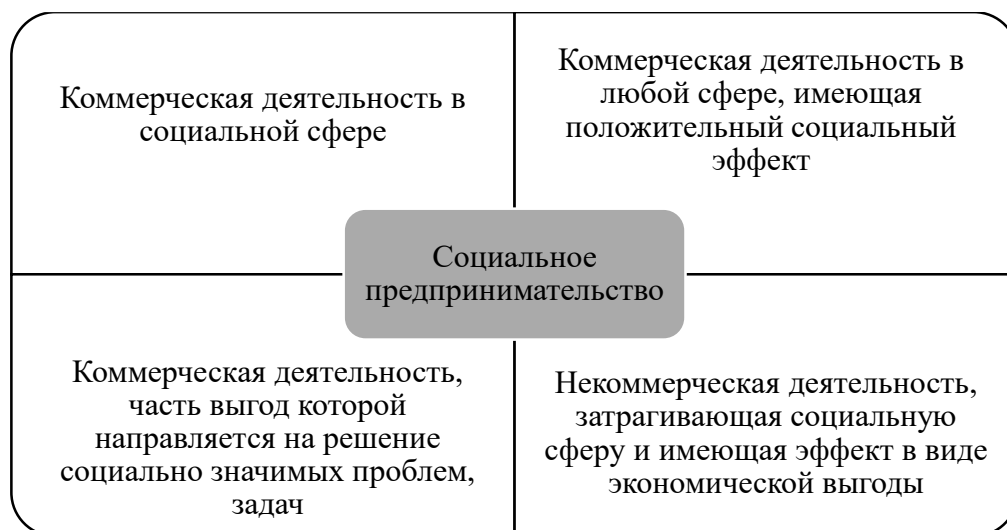 Коммерческая деятельность в
социальной сфере
Коммерческая деятельность в
любой сфере, имеющая
положительный социальный
эффект
Социальное
предпринимательство
Коммерческая деятельность,
часть выгод которой
направляется на решение
социально значимых проблем,
задач
Некоммерческая деятельность,
затрагивающая социальную
сферу и имеющая эффект в виде
экономической выгоды